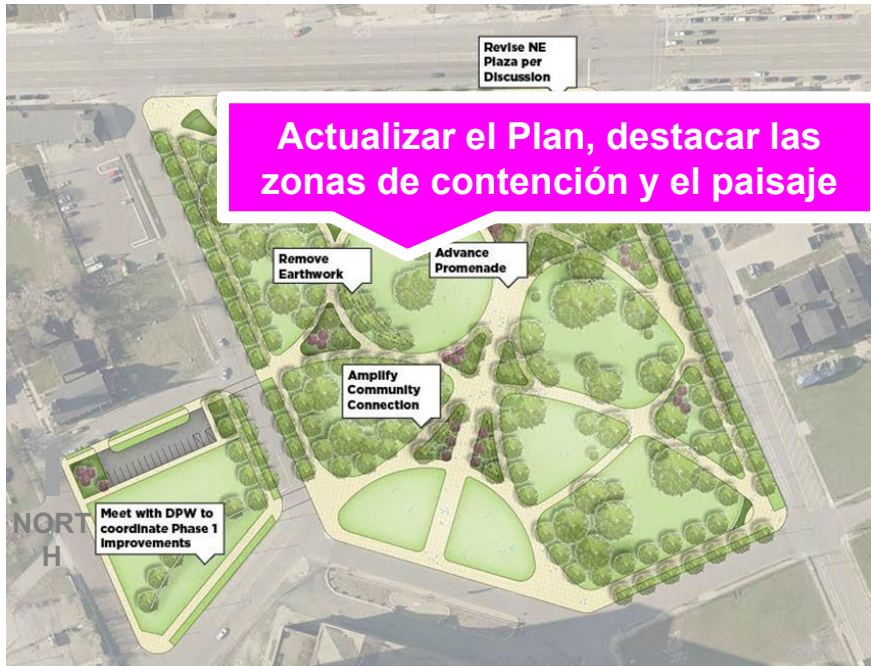 Revise NE
Plaza per
Discussion
Actualizar el Plan, destacar las
zonas de contención y el paisaje
Remove
Earthwork
Advance
Promenade
Amplify
Community
Connection
NORT
H
Meet with DPW to
coordinate Phase 1
Improvements